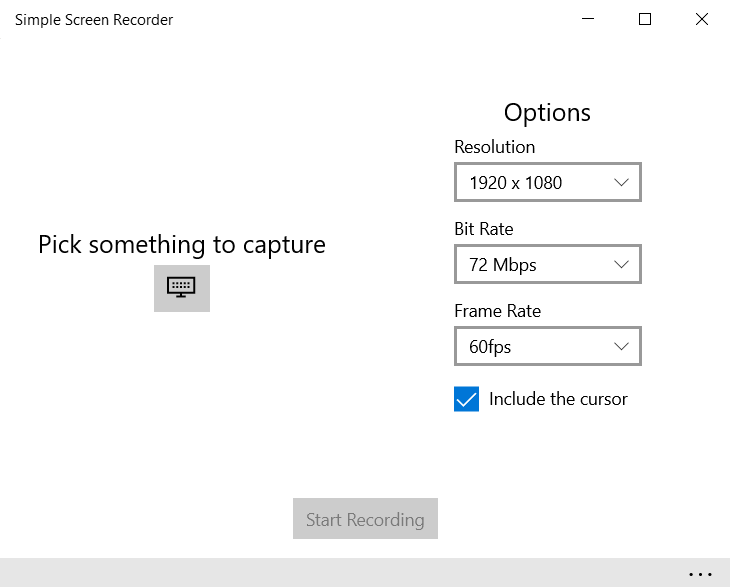 Simple Screen Recorder
Pick something to capture
Options
Resolution
1920 x 1080
Bit Rate
72 Mbps
Frame Rate
60fps
Include the cursor
Start Recording